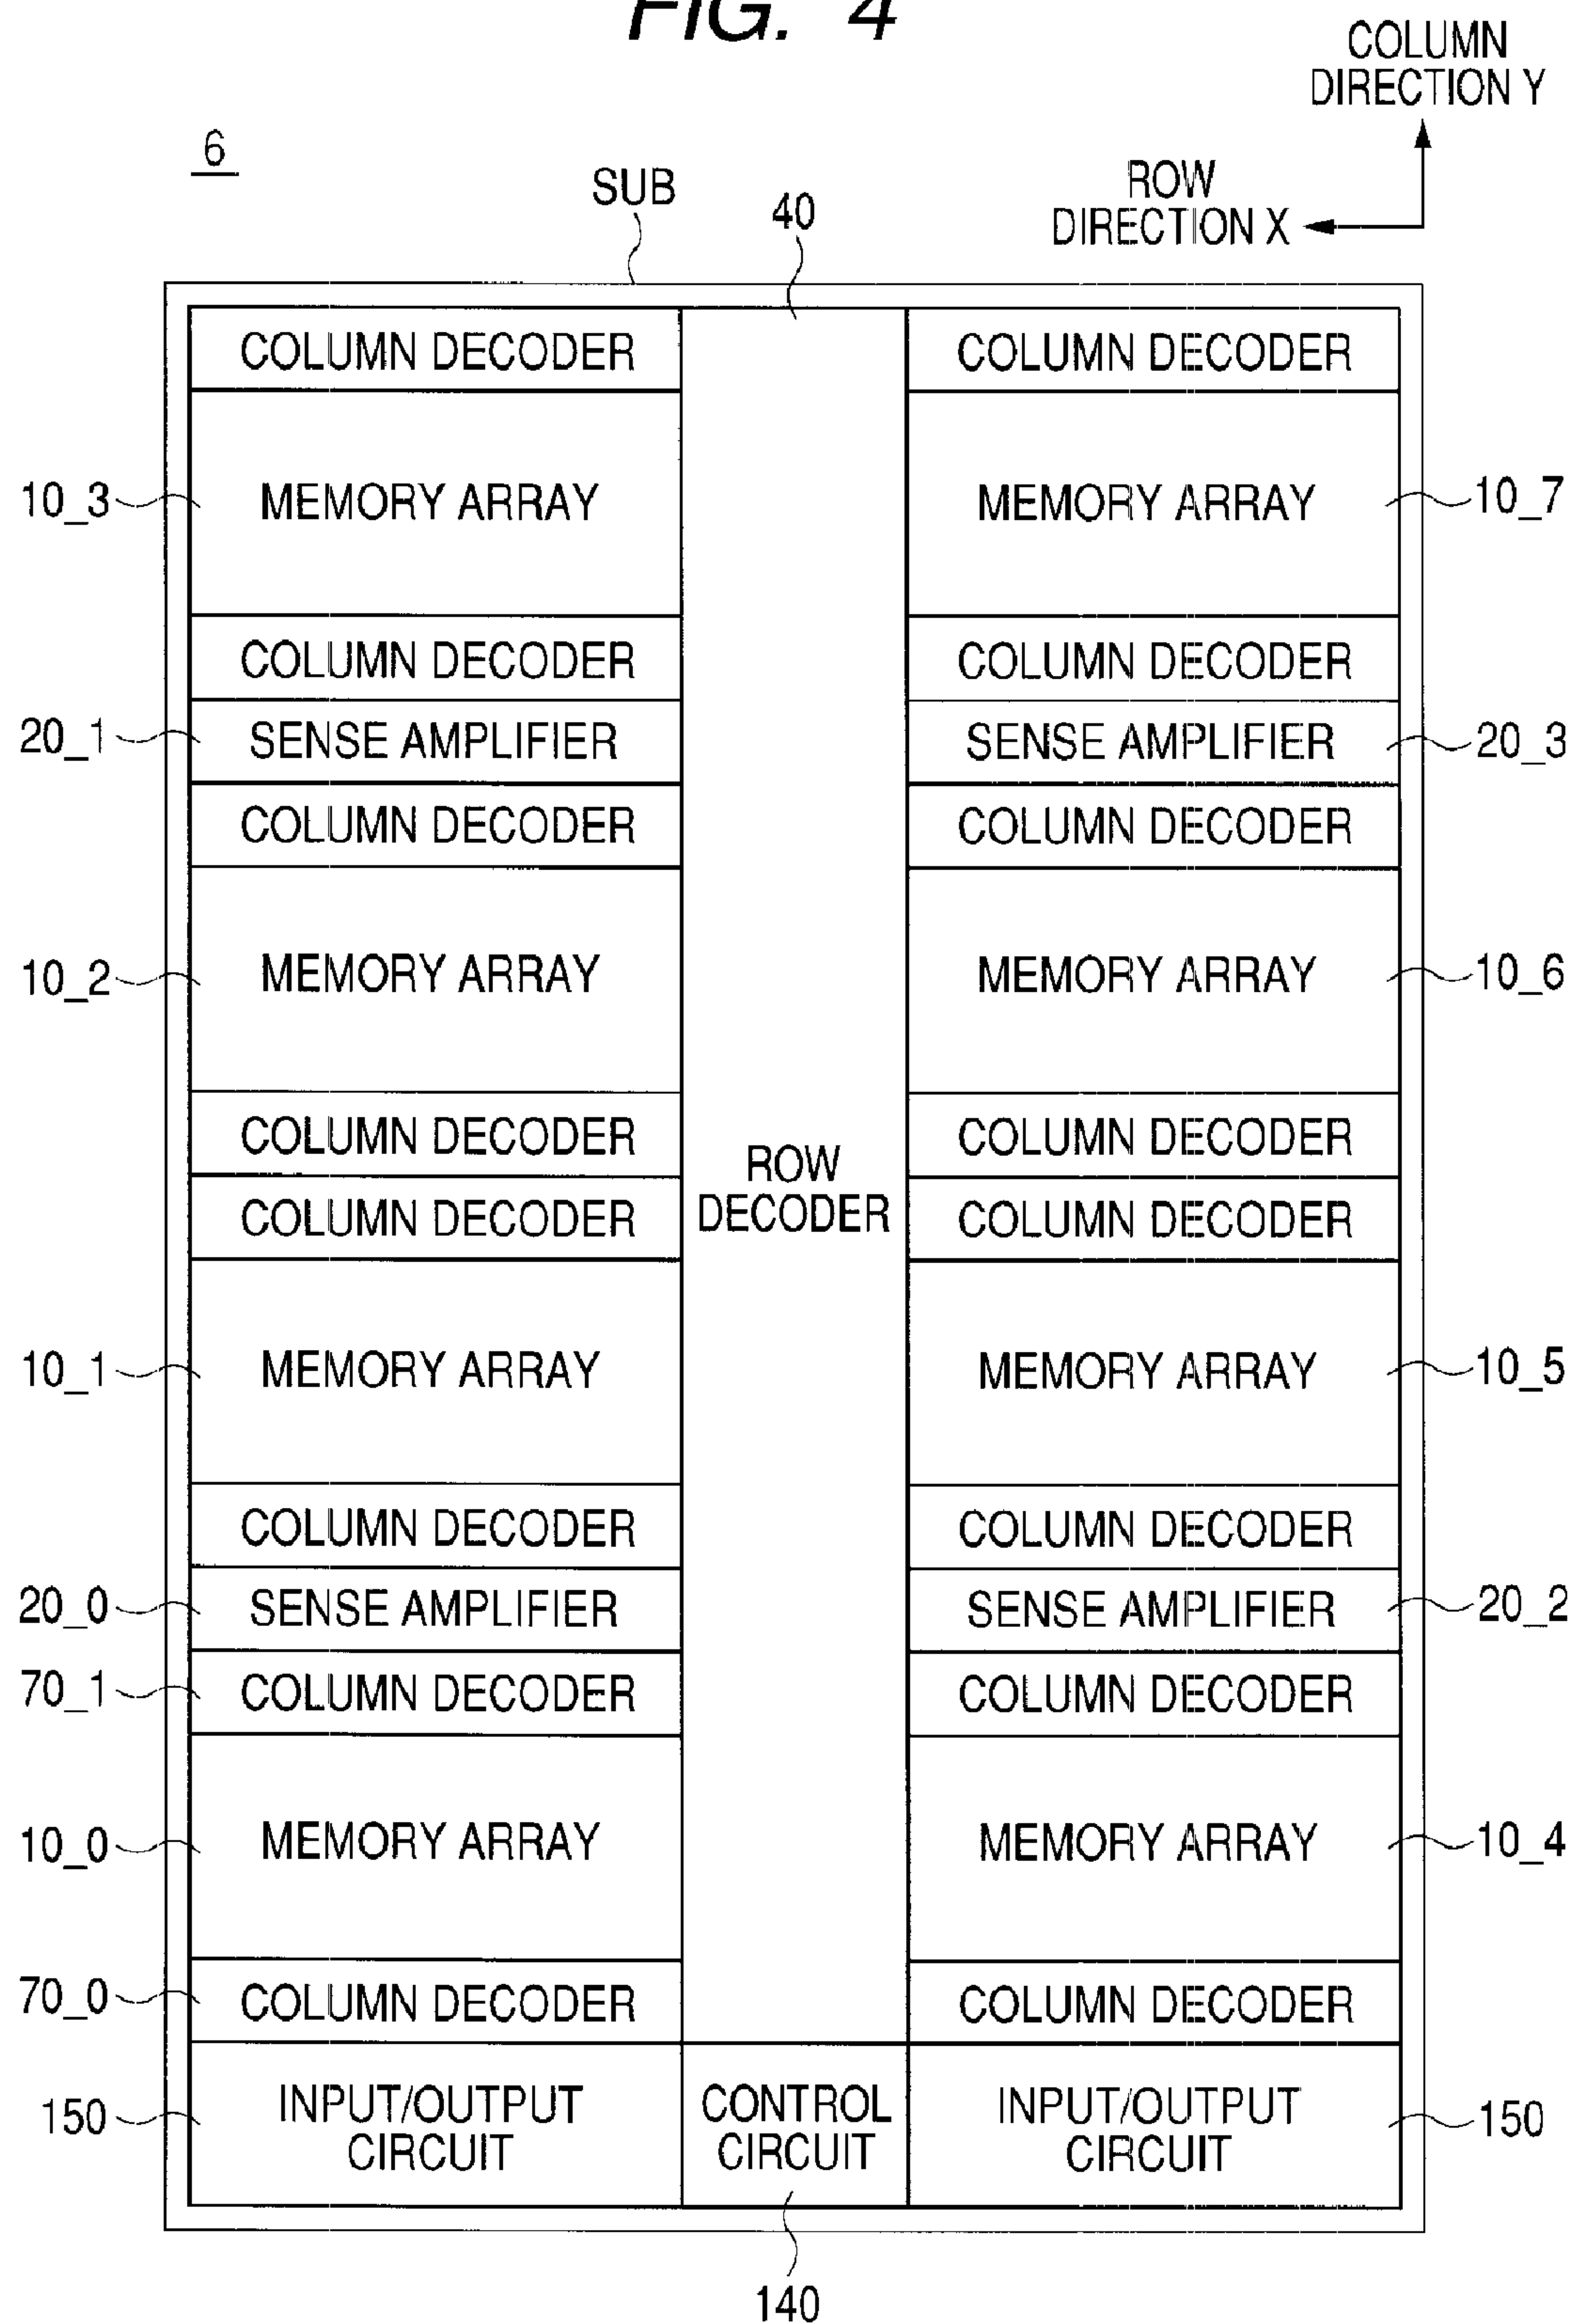 FIG. 4
COLUMN
DIRECTION Y
6
SUB
40
ROW
DIRECTION X
COLUMN DECODER
COLUMN DECODER
10_3
MEMORY ARRAY
MEMORY ARRAY
10_7
COLUMN DECODER
COLUMN DECODER
20_1
SENSE AMPLIFIER
SENSE AMPLIFIER
20_3
COLUMN DECODER
COLUMN DECODER
10_2
MEMORY ARRAY
MEMORY ARRAY
10_6
COLUMN DECODER
COLUMN DECODER
ROW
DECODER
COLUMN DECODER
COLUMN DECODER
10_1
MEMORY ARRAY
MEMORY ARRAY
10_5
COLUMN DECODER
COLUMN DECODER
20_0
SENSE AMPLIFIER
SENSE AMPLIFIER
20_2
70_1
COLUMN DECODER
COLUMN DECODER
10_0
MEMORY ARRAY
MEMORY ARRAY
10_4
70_0
COLUMN DECODER
COLUMN DECODER
150
INPUT/OUTPUT
CIRCUIT
CONTROL
CIRCUIT
INPUT/OUTPUT
CIRCUIT
150
140